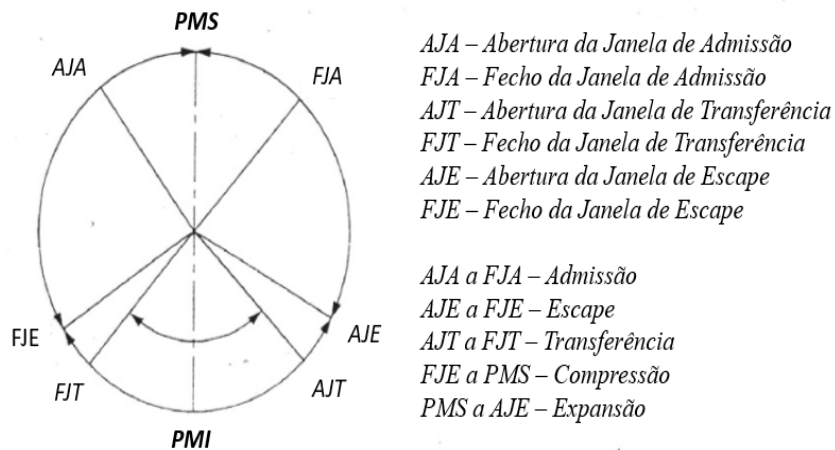 PMS
AJA
FJA
FJE
AJE
FJT
AJT
PMI
AJA – Abertura da Janela de Admissão
FJA – Fecho da Janela de Admissão
AJT – Abertura da Janela de Transferência
FJT – Fecho da Janela de Transferência
AJE – Abertura da Janela de Escape
FJE – Fecho da Janela de Escape
AJA a FJA – Admissão
AJE a FJE – Escape
AJT a FJT – Transferência
FJE a PMS – Compressão
PMS a AJE – Expansão